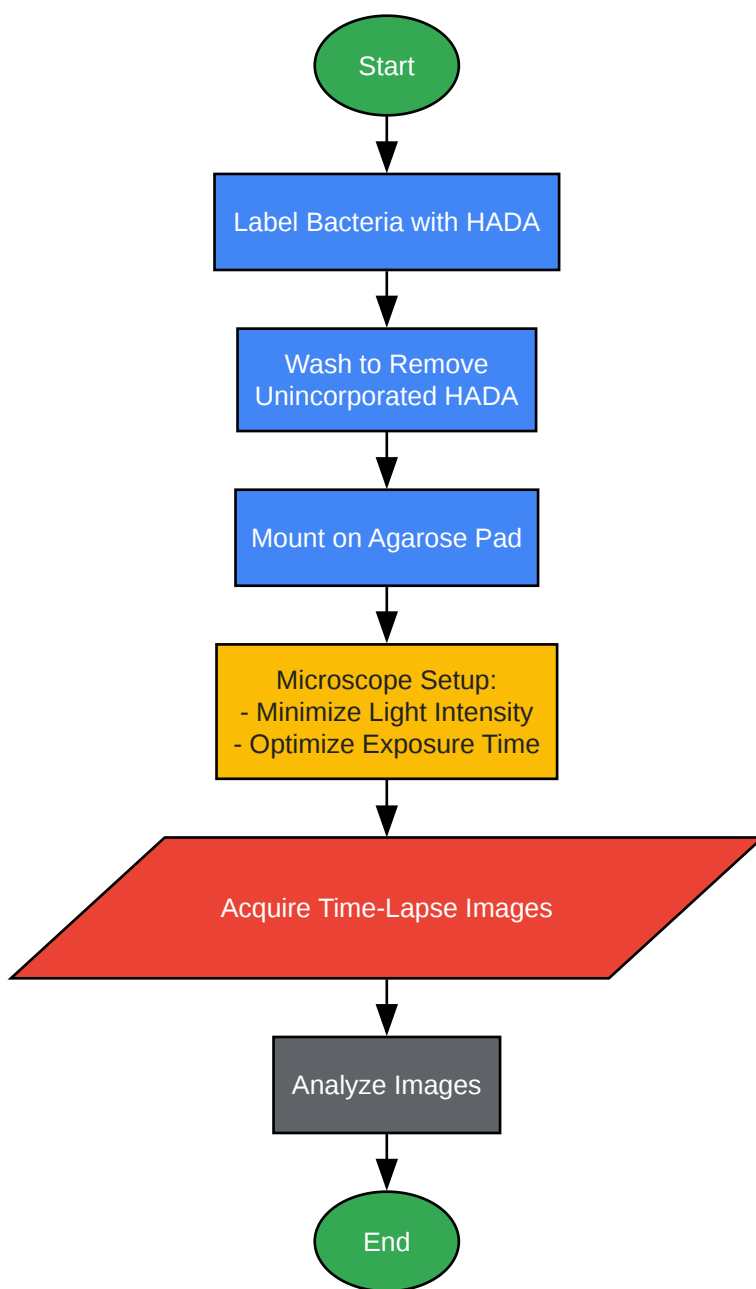 Start
Label Bacteria with HADA
Wash to Remove
Unincorporated HADA
Mount on Agarose Pad
Microscope Setup:
- Minimize Light Intensity
- Optimize Exposure Time
Acquire Time-Lapse Images
Analyze Images
End